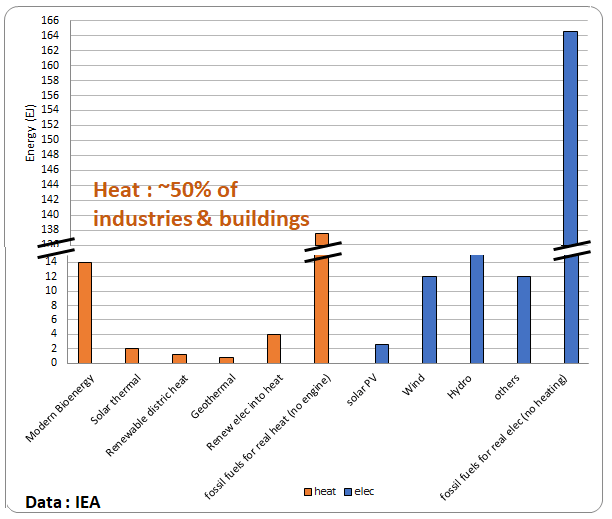 166
164
162
160
158
156
154
152
150
148
146
144
142
140
138
136
14
12
10
8
6
4
2
0
Energy (EJ)
Heat : ~50% of
industries & buildings
Modern Bioenergy
Solar thermal
Renewable distric heat
Geothermal
Renew elec into heat
fossil fuels for real heat (no engine)
solar PV
Wind
Hydro
others
fossil fuels for real elec (no heating)
heat
elec
Data : IEA